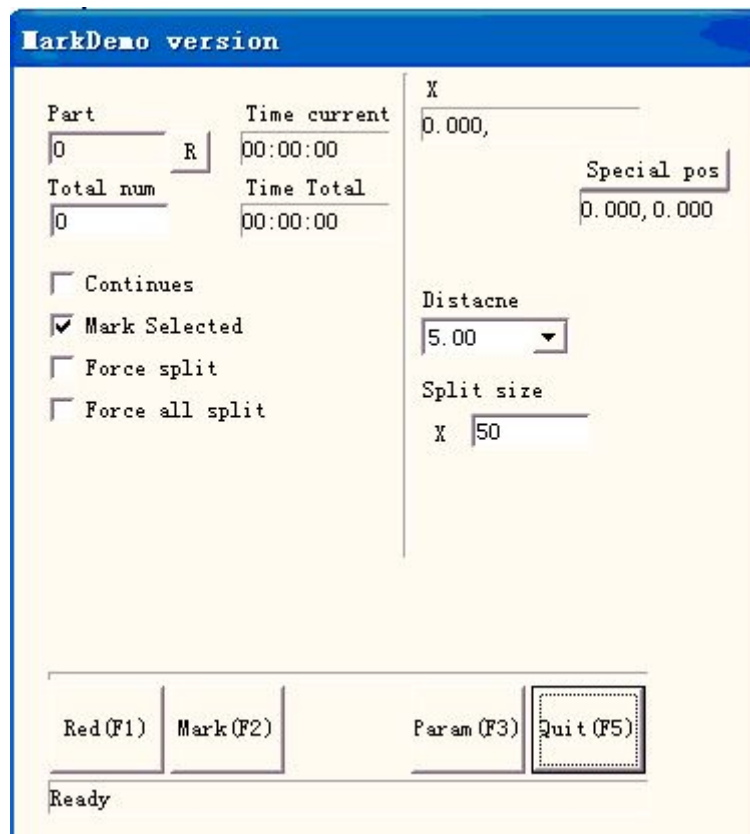 MarkDemo version
Part
Time current
0
R
00:00:00
Total num
Time Total
0
00:00:00
Continues
Mark Selected
Force split
Force all split
X
0.000,
Special pos
0.000,0.000
Distacne
5.00
Split size
X 50
Red(F1)
Mark(F2)
Param(F3)
Quit(F5)
Ready